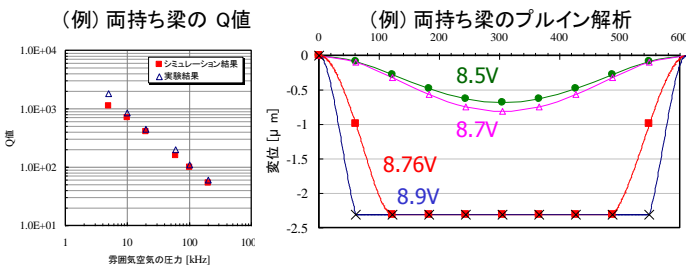 (例) 両持ち梁の Q値
1.0E+04
1.0E+03
1.0E+02
1.0E+01
Q値
シミュレーション結果
実験結果
1
10
100
1000
雰囲気空気の圧力 [kHz]
(例) 両持ち梁のプルイン解析
0
100
200
300
400
500
600
0
-0.5
-1
-1.5
-2
-2.5
変位 [μ m]
8.5V
8.7V
8.76V
8.9V